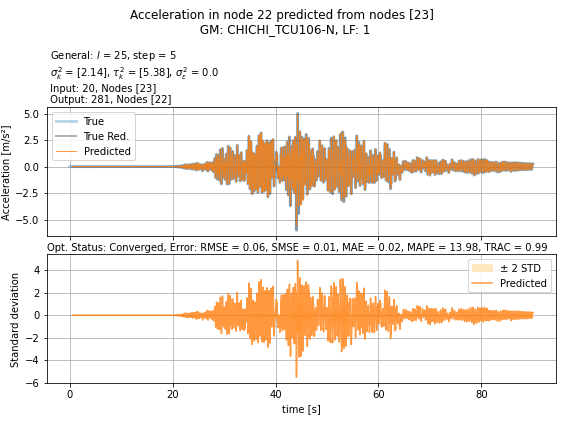 Acceleration in node 22 predicted from nodes [23]
GM: CHICHI_TCU106-N, LF: 1
General: l = 25, step = 5
σ²ₖ = [2.14], τ²ₖ = [5.38], σ²ε = 0.0
Input: 20, Nodes [23]
Output: 281, Nodes [22]
Acceleration [m/s²]
5.0
2.5
0.0
−2.5
−5.0
True
True Red.
Predicted
Opt. Status: Converged, Error: RMSE = 0.06, SMSE = 0.01, MAE = 0.02, MAPE = 13.98, TRAC = 0.99
Standard deviation
4
2
0
−2
−4
−6
± 2 STD
Predicted
0
20
40
60
80
time [s]